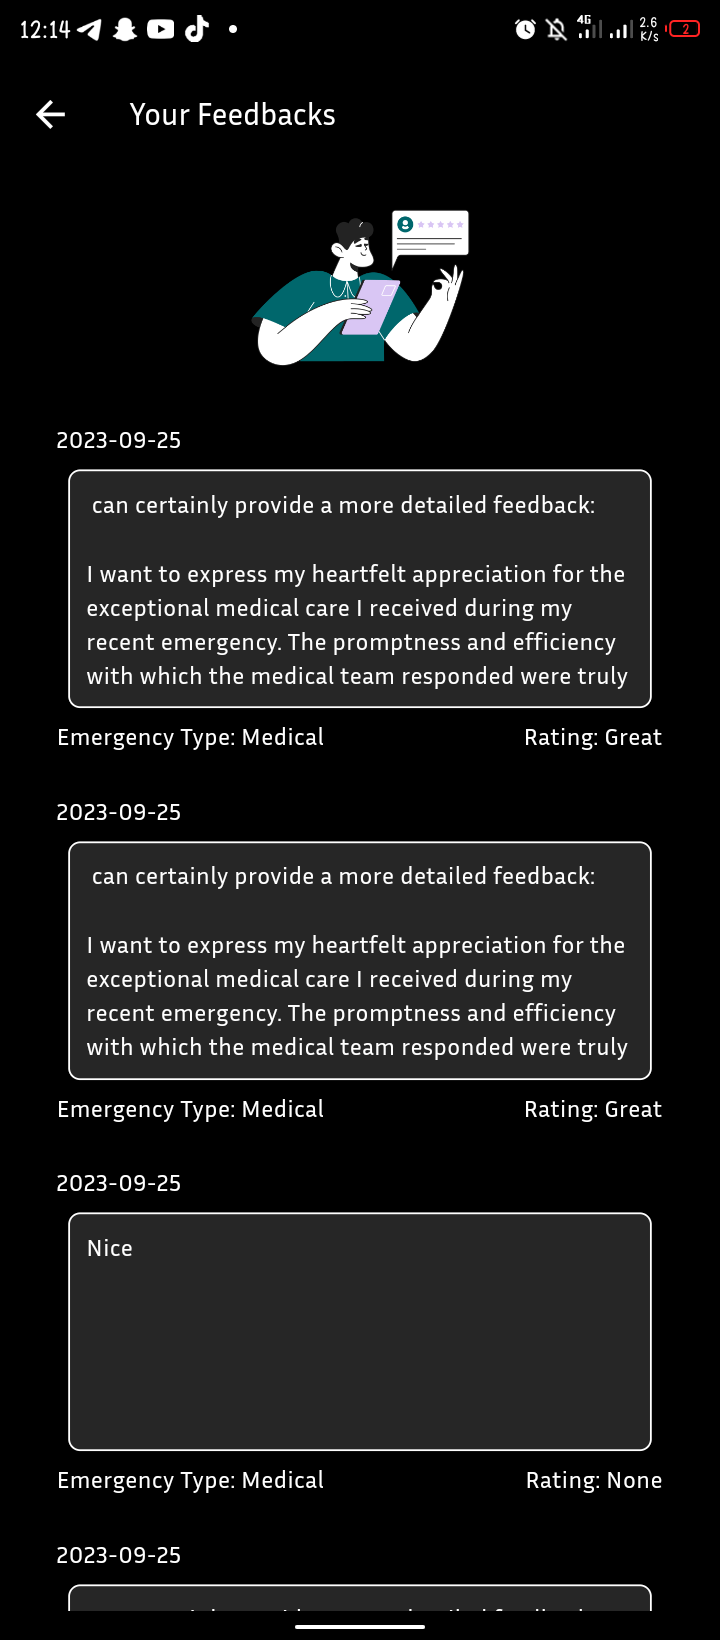 12:14
4G
2.6
K/s
2
Your Feedbacks
2023-09-25
can certainly provide a more detailed feedback:
I want to express my heartfelt appreciation for the
exceptional medical care I received during my
recent emergency. The promptness and efficiency
with which the medical team responded were truly
Emergency Type: Medical
Rating: Great
2023-09-25
can certainly provide a more detailed feedback:
I want to express my heartfelt appreciation for the
exceptional medical care I received during my
recent emergency. The promptness and efficiency
with which the medical team responded were truly
Emergency Type: Medical
Rating: Great
2023-09-25
Nice
Emergency Type: Medical
Rating: None
2023-09-25